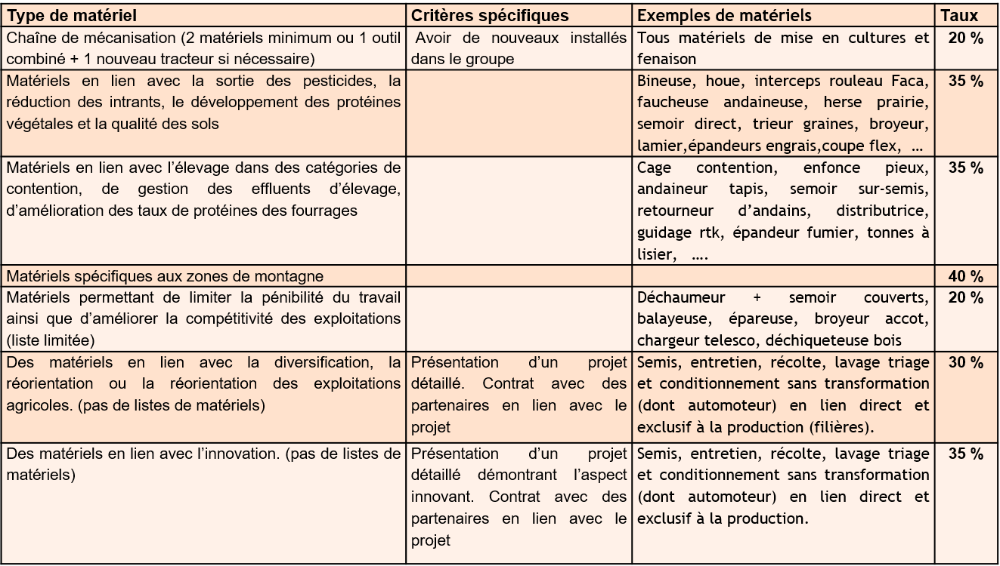 Type de matériel
Critères spécifiques
Exemples de matériels
Taux
Chaîne de mécanisation (2 matériels minimum ou 1 outil
combiné + 1 nouveau tracteur si nécessaire)
Avoir de nouveaux installés
dans le groupe
Tous matériels de mise en cultures et
fenaison
20 %
Matériels en lien avec la sortie des pesticides, la
réduction des intrants, le développement des protéines
végétales et la qualité des sols
Bineuse, houe, interceps rouleau Faca,
faucheuse andaineuse, herse prairie,
semoir direct, trieur graines, broyeur,
lamier,épandeurs engrais,coupe flex, ...
35 %
Matériels en lien avec l’élevage dans des catégories de
contention, de gestion des effluents d’élevage,
d’amélioration des taux de protéines des fourrages
Cage contention, enfonce pieux,
andaineur tapis, semoir sur-semis,
retourneur d’andains, distributrice,
guidage rtk, épandeur fumier, tonnes à
lisier, ....
35 %
Matériels spécifiques aux zones de montagne
40 %
Matériels permettant de limiter la pénibilité du travail
ainsi que d’améliorer la compétitivité des exploitations
(liste limitée)
Déchaumeur + semoir couverts,
balayeuse, épareuse, broyeur accot,
chargeur telesco, déchiqueteuse bois
20 %
Des matériels en lien avec la diversification, la
réorientation ou la réorientation des exploitations
agricoles. (pas de listes de matériels)
Présentation d’un projet
détaillé. Contrat avec des
partenaires en lien avec le
projet
Semis, entretien, récolte, lavage triage
et conditionnement sans transformation
(dont automoteur) en lien direct et
exclusif à la production (filières).
30 %
Des matériels en lien avec l’innovation. (pas de listes de
matériels)
Présentation d’un projet
détaillé démontrant l’aspect
innovant. Contrat avec des
partenaires en lien avec le
projet
Semis, entretien, récolte, lavage triage
et conditionnement sans transformation
(dont automoteur) en lien direct et
exclusif à la production.
35 %